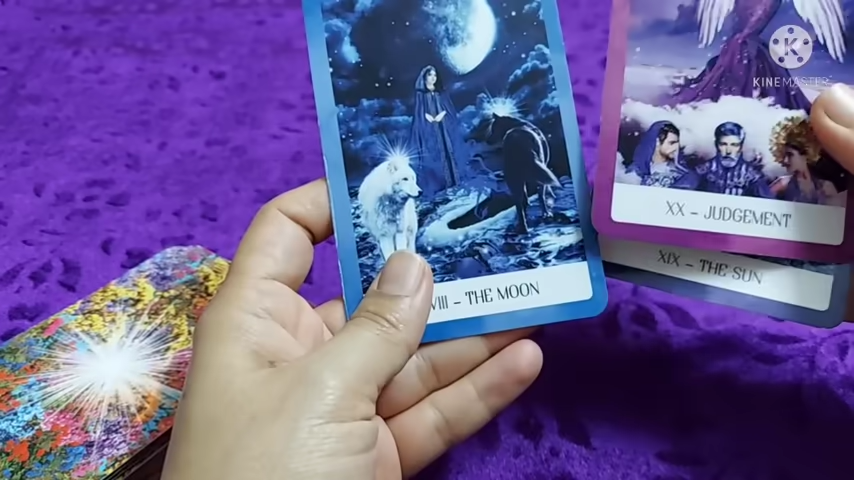 KINEMASTER
XX – JUDGEMENT
XIX – THE SUN
VIII – THE MOON